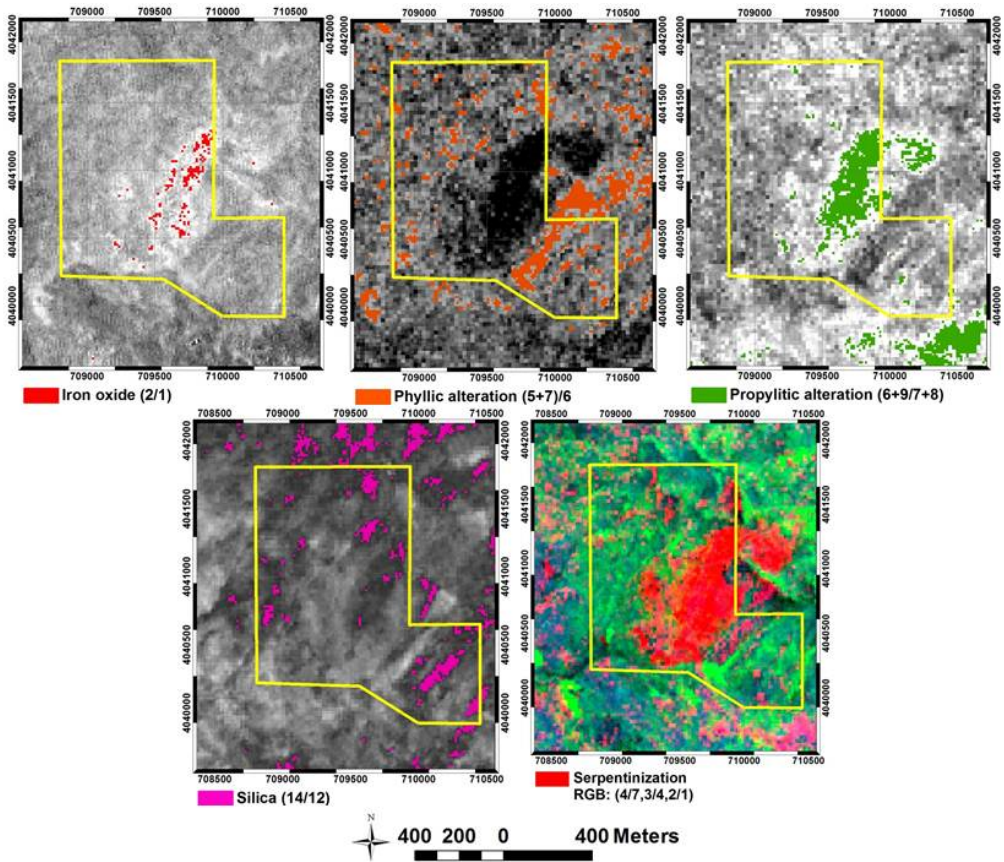 709000 709500 710000 710500
709000 709500 710000 710500
709000 709500 710000 710500
4042000 4041500 4041000 4040500 4040000
4042000 4041500 4041000 4040500 4040000
4042000 4041500 4041000 4040500 4040000
4042000 4041500 4041000 4040500 4040000
709000 709500 710000 710500
709000 709500 710000 710500
709000 709500 710000 710500
Iron oxide (2/1)
Phyllic alteration (5+7)/6
Propylitic alteration (6+9/7+8)
708500 709000 709500 710000 710500
708500 709000 709500 710000 710500
4042000 4041500 4041000 4040500 4040000
4042000 4041500 4041000 4040500 4040000
708500 709000 709500 710000 710500
708500 709000 709500 710000 710500
Silica (14/12)
Serpentinization
RGB: (4/7,3/4,2/1)
N
400 200 0 400 Meters